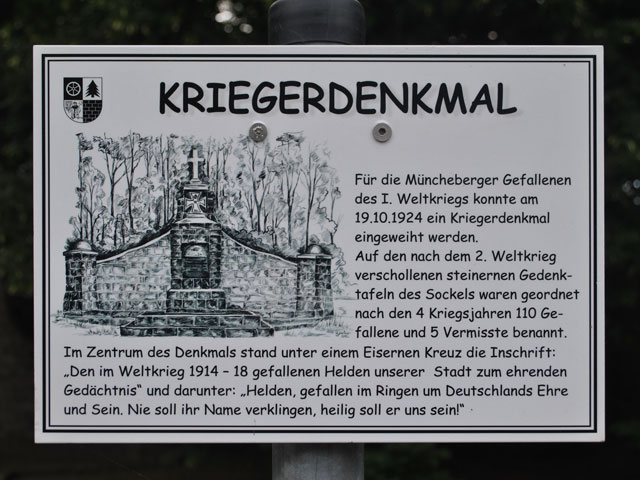 KRIEGERDENKMAL
Für die Müncheberger Gefallenen
des I. Weltkriegs konnte am
19.10.1924 ein Kriegerdenkmal
eingeweiht werden.
Auf den nach dem 2. Weltkrieg
verschollenen steinernen Gedenk-
tafeln des Sockels waren geordnet
nach den 4 Kriegsjahren 110 Ge-
fallene und 5 Vermisste benannt.
Im Zentrum des Denkmals stand unter einem Eisernen Kreuz die Inschrift:
„Den im Weltkrieg 1914 – 18 gefallenen Helden unserer Stadt zum ehrenden
Gedächtnis“ und darunter: „Helden, gefallen im Ringen um Deutschlands Ehre
und Sein. Nie soll ihr Name verklingen, heilig soll er uns sein!“